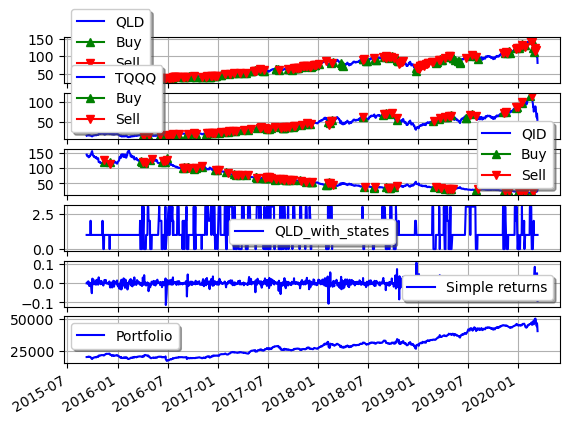 QLD
Buy
Sell
150
100
50
TQQQ
Buy
Sell
100
50
QID
Buy
Sell
150
100
50
2.5
0.0
QLD_with_states
0.1
0.0
−0.1
Simple returns
50000
25000
Portfolio
2015-07
2016-01
2016-07
2017-01
2017-07
2018-01
2018-07
2019-01
2019-07
2020-01